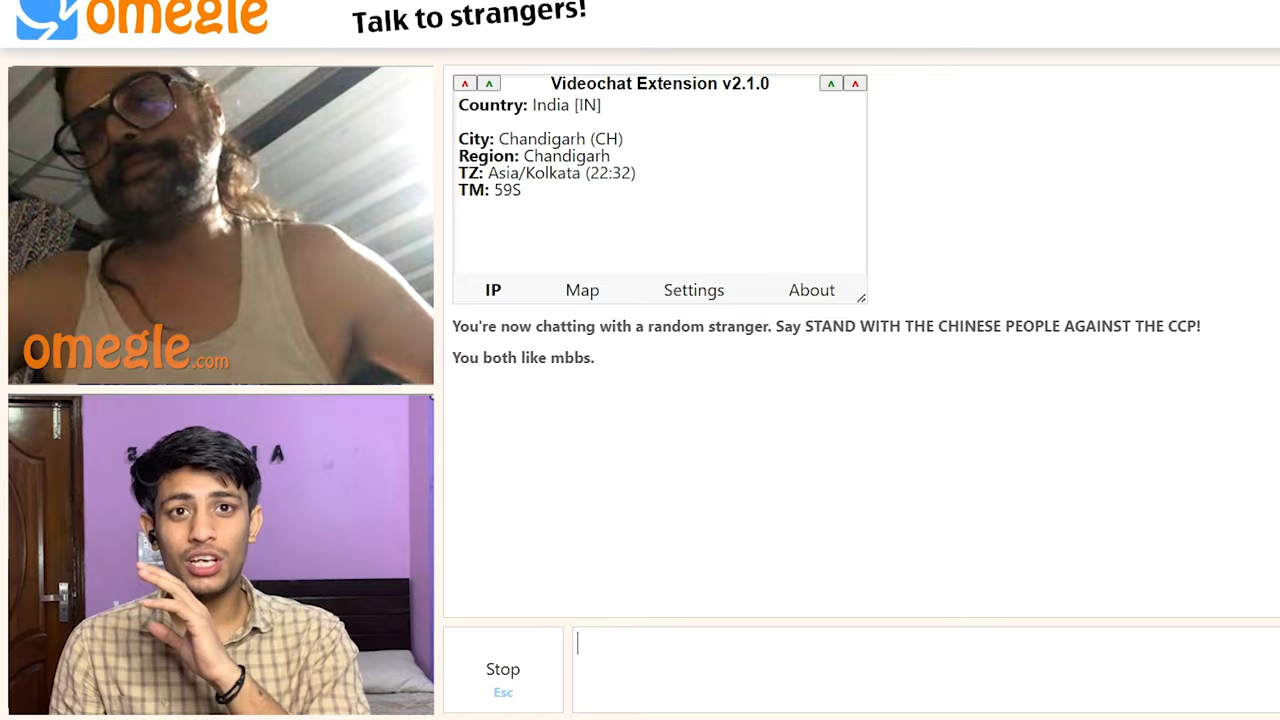 omegle
Talk to strangers!
Videochat Extension v2.1.0
Country: India [IN]
City: Chandigarh (CH)
Region: Chandigarh
TZ: Asia/Kolkata (22:32)
TM: 59S
IP Map Settings About
omegle.com
You're now chatting with a random stranger. Say STAND WITH THE CHINESE PEOPLE AGAINST THE CCP!
You both like mbbs.
Stop
Esc